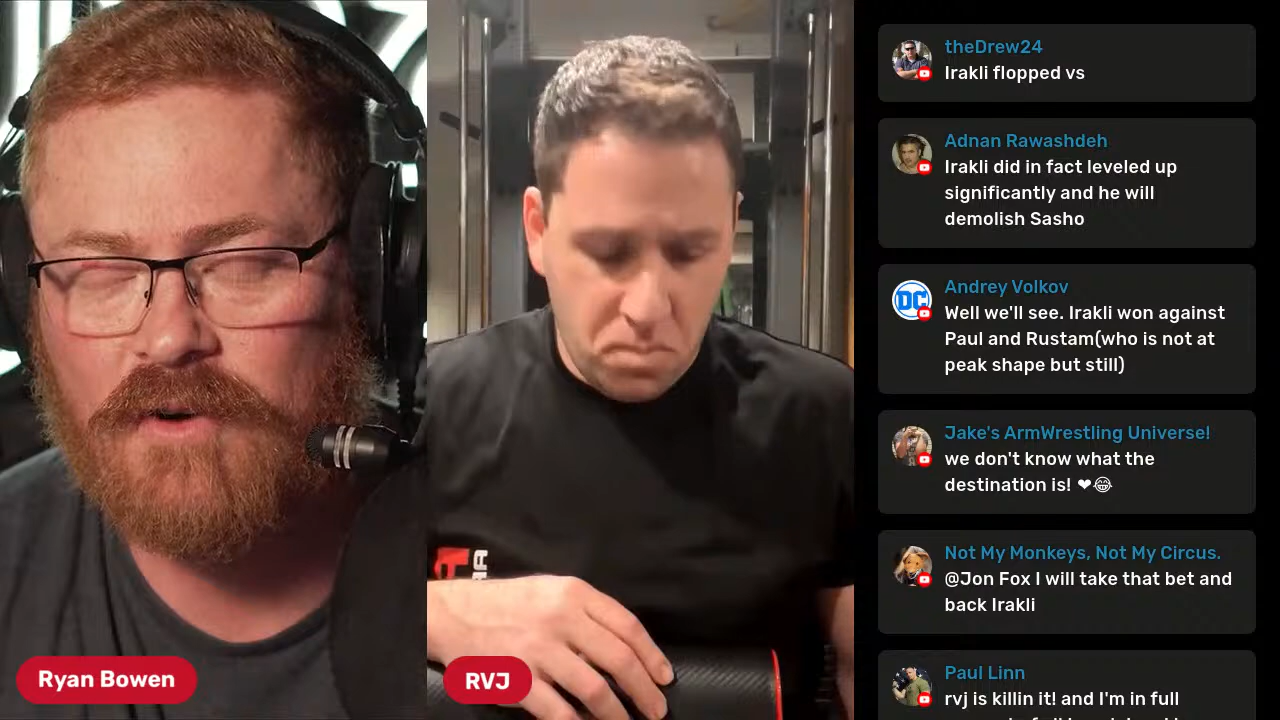 Ryan Bowen
RVJ
theDrew24
Irakli flopped vs
Adnan Rawashdeh
Irakli did in fact leveled up
significantly and he will
demolish Sasho
DC
Andrey Volkov
Well we'll see. Irakli won against
Paul and Rustam(who is not at
peak shape but still)
Jake's ArmWrestling Universe!
we don't know what the
destination is! ❤😂
Not My Monkeys, Not My Circus.
@Jon Fox I will take that bet and
back Irakli
Paul Linn
rvj is killin it! and I'm in full